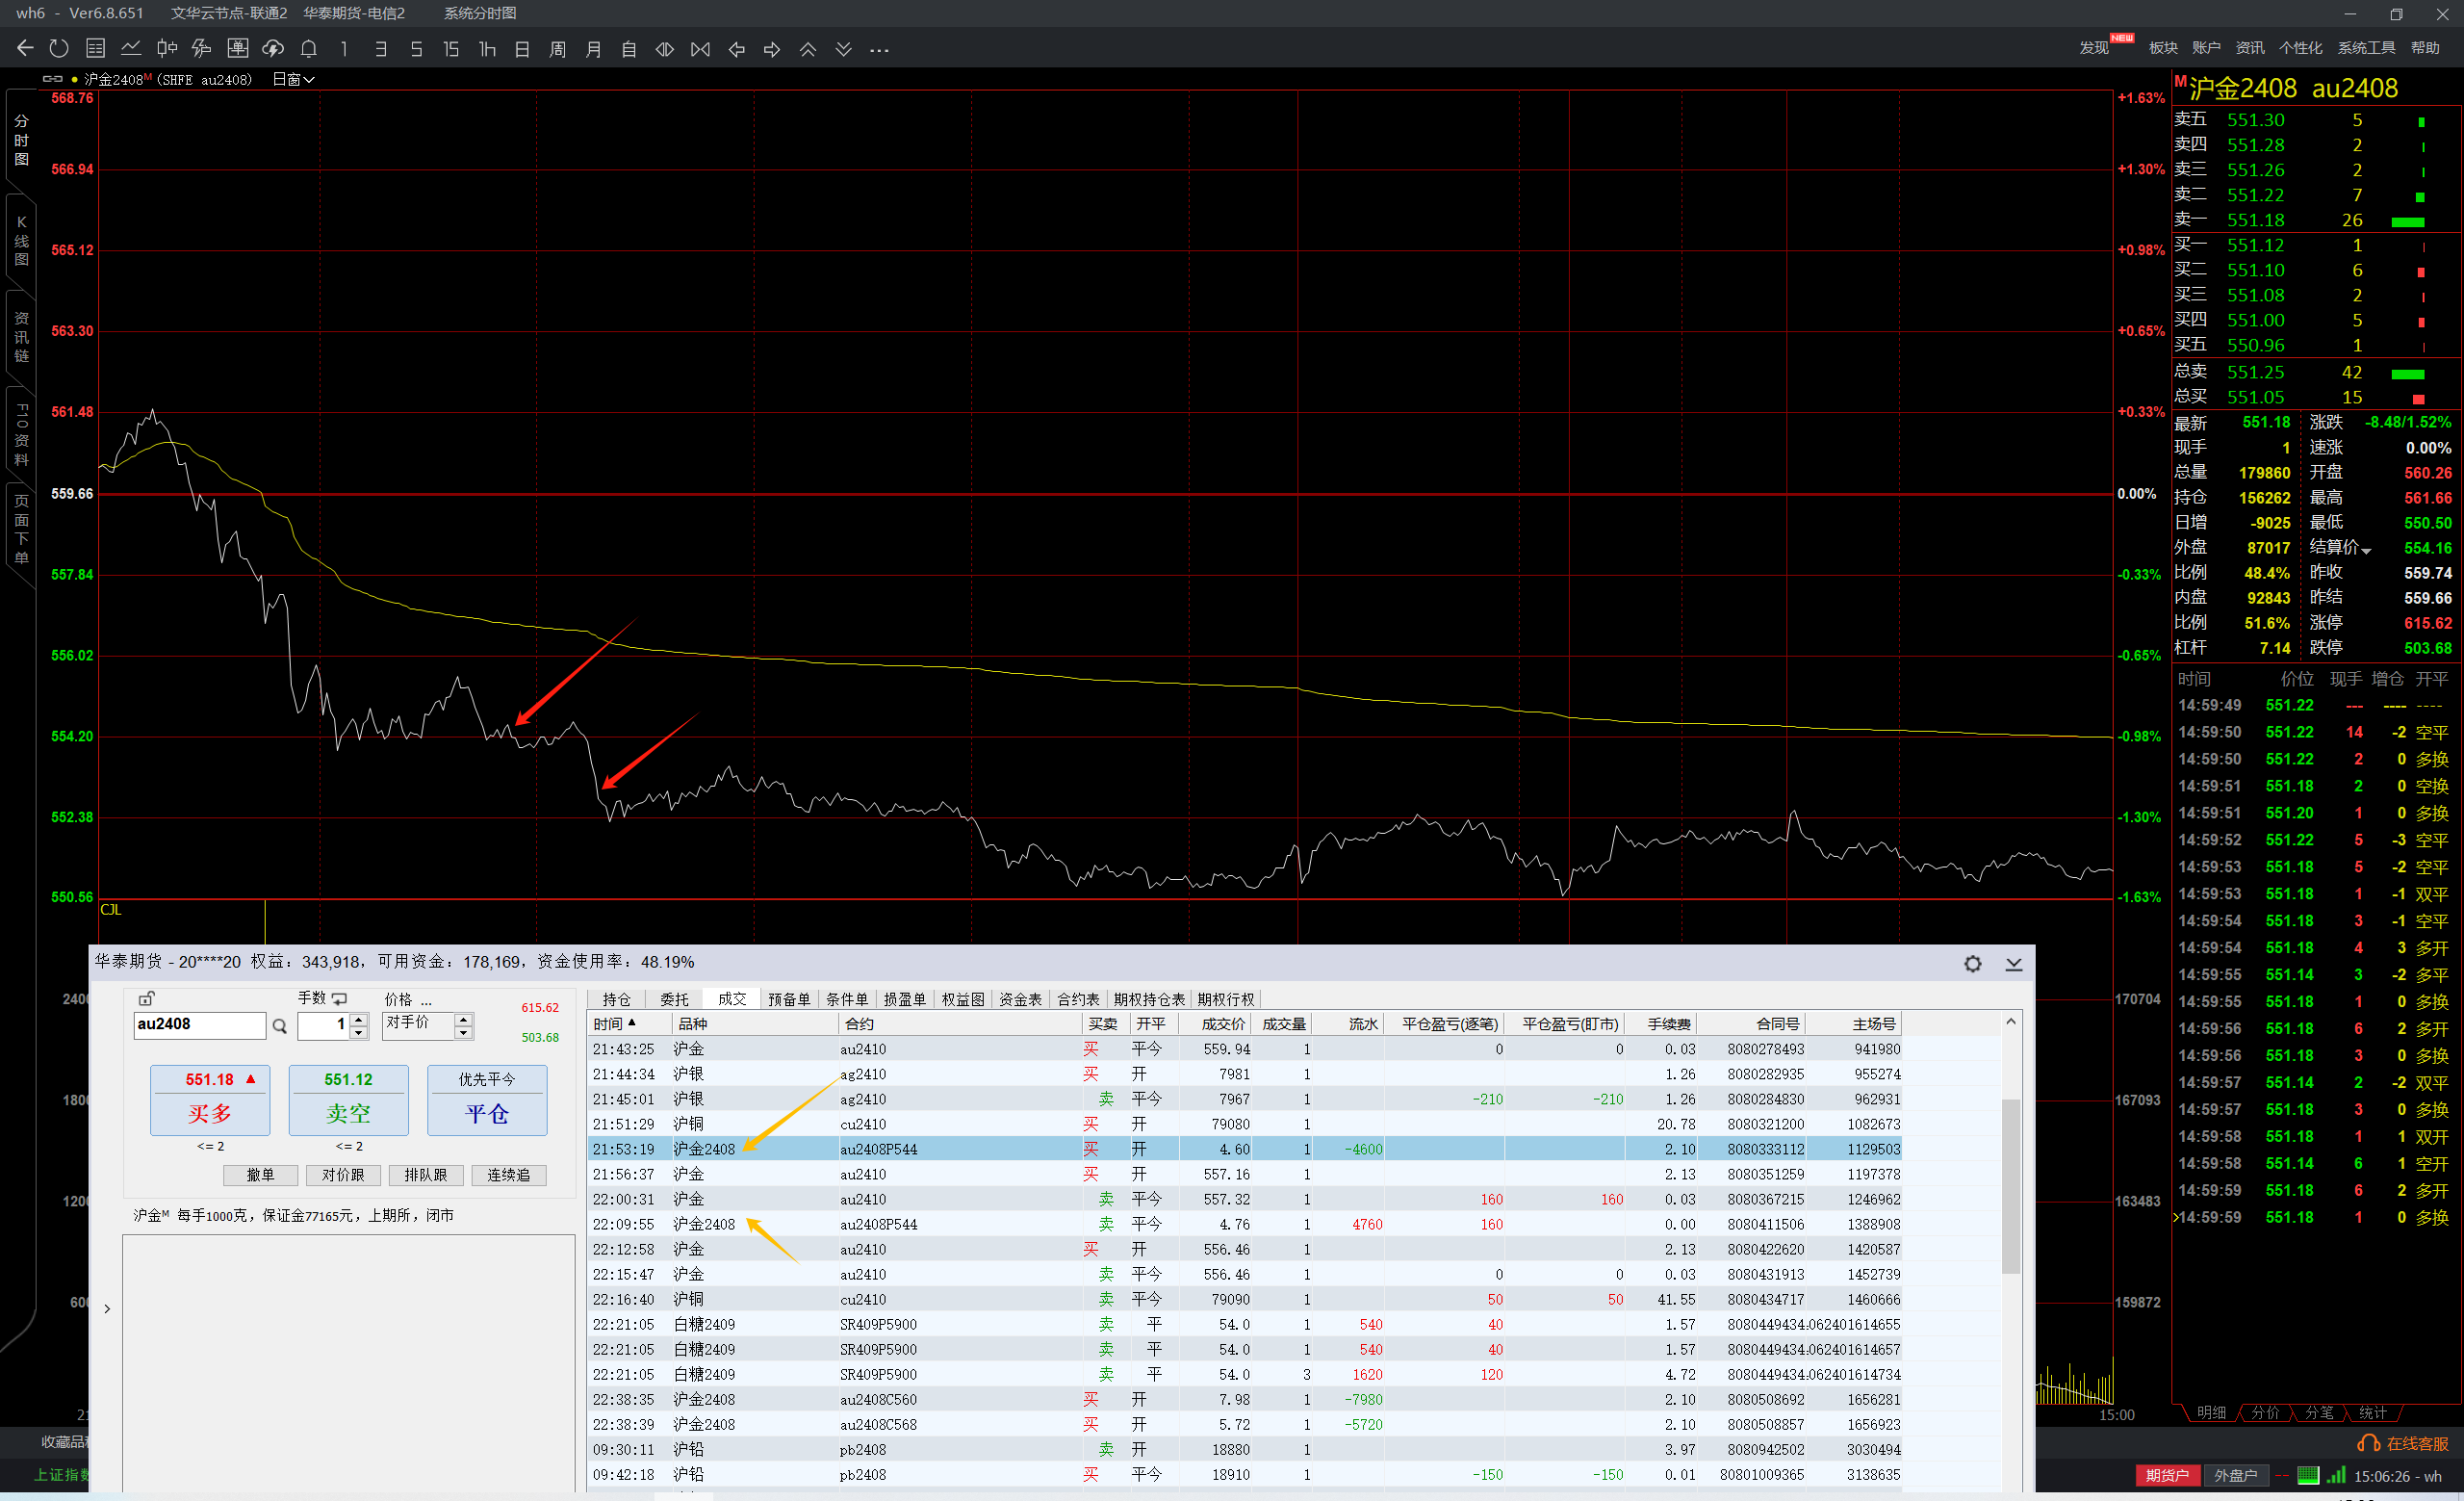 wh6 - Ver6.8.651 文华云节点-联通2 华泰期货-电信2 系统分时图
1 3 5 15 1h 日 周 月 自 ...
发现 NEW 板块 账户 资讯 个性化 系统工具 帮助
沪金2408M (SHFE au2408) 日窗
分时图
K线图
资讯链
F10资料
页面下单
568.76 +1.63%
566.94 +1.30%
565.12 +0.98%
563.30 +0.65%
561.48 +0.33%
559.66 0.00%
557.84 -0.33%
556.02 -0.65%
554.20 -0.98%
552.38 -1.30%
550.56 -1.63%
CJL
2400 170704
1800 167093
1200 163483
600 159872
21 15:00
收藏品种
上证指数
M沪金2408 au2408
卖五 551.30 5
卖四 551.28 2
卖三 551.26 2
卖二 551.22 7
卖一 551.18 26
买一 551.12 1
买二 551.10 6
买三 551.08 2
买四 551.00 5
买五 550.96 1
总卖 551.25 42
总买 551.05 15
最新 551.18 涨跌 -8.48/1.52%
现手 1 速涨 0.00%
总量 179860 开盘 560.26
持仓 156262 最高 561.66
日增 -9025 最低 550.50
外盘 87017 结算价 554.16
比例 48.4% 昨收 559.74
内盘 92843 昨结 559.66
比例 51.6% 涨停 615.62
杠杆 7.14 跌停 503.68
时间 价位 现手 增仓 开平
14:59:49 551.22 --- ---- ----
14:59:50 551.22 14 -2 空平
14:59:50 551.22 2 0 多换
14:59:51 551.18 2 0 空换
14:59:51 551.20 1 0 多换
14:59:52 551.22 5 -3 空平
14:59:53 551.18 5 -2 空平
14:59:53 551.18 1 -1 双平
14:59:54 551.18 3 -1 空平
14:59:54 551.18 4 3 多开
14:59:55 551.14 3 -2 多平
14:59:55 551.18 1 0 多换
14:59:56 551.18 6 2 多开
14:59:56 551.18 3 0 多换
14:59:57 551.14 2 -2 双平
14:59:57 551.18 3 0 多换
14:59:58 551.18 1 1 双开
14:59:58 551.14 6 1 空开
14:59:59 551.18 6 2 多开
14:59:59 551.18 1 0 多换
明细 分价 分笔 统计
在线客服
期货户 外盘户 -- 15:06:26 - wh
华泰期货 - 20****20 权益：343,918，可用资金：178,169，资金使用率：48.19%
手数 价格 ... 615.62
au2408 1 对手价
503.68
551.18 ▲ 551.12 优先平今
买多 卖空 平仓
<= 2 <= 2
撤单 对价跟 排队跟 连续追
沪金M 每手1000克，保证金77165元，上期所，闭市
持仓 委托 成交 预备单 条件单 损盈单 权益图 资金表 合约表 期权持仓表 期权行权
时间▲ 品种 合约 买卖 开平 成交价 成交量 流水 平仓盈亏(逐笔) 平仓盈亏(盯市) 手续费 合同号 主场号
21:43:25 沪金 au2410 买 平今 559.94 1 0 0 0.03 8080278493 941980
21:44:34 沪银 ag2410 买 开 7981 1 1.26 8080282935 955274
21:45:01 沪银 ag2410 卖 平今 7967 1 -210 -210 1.26 8080284830 962931
21:51:29 沪铜 cu2410 买 开 79080 1 20.78 8080321200 1082673
21:53:19 沪金2408 au2408P544 买 开 4.60 1 -4600 2.10 8080333112 1129503
21:56:37 沪金 au2410 买 开 557.16 1 2.13 8080351259 1197378
22:00:31 沪金 au2410 卖 平今 557.32 1 160 160 0.03 8080367215 1246962
22:09:55 沪金2408 au2408P544 卖 平今 4.76 1 4760 160 0.00 8080411506 1388908
22:12:58 沪金 au2410 买 开 556.46 1 2.13 8080422620 1420587
22:15:47 沪金 au2410 卖 平今 556.46 1 0 0 0.03 8080431913 1452739
22:16:40 沪铜 cu2410 卖 平今 79090 1 50 50 41.55 8080434717 1460666
22:21:05 白糖2409 SR409P5900 卖 平 54.0 1 540 40 1.57 8080449434 .062401614655
22:21:05 白糖2409 SR409P5900 卖 平 54.0 1 540 40 1.57 8080449434 .062401614657
22:21:05 白糖2409 SR409P5900 卖 平 54.0 3 1620 120 4.72 8080449434 .062401614734
22:38:35 沪金2408 au2408C560 买 开 7.98 1 -7980 2.10 8080508692 1656281
22:38:39 沪金2408 au2408C568 买 开 5.72 1 -5720 2.10 8080508857 1656923
09:30:11 沪铅 pb2408 卖 开 18880 1 3.97 8080942502 3030494
09:42:18 沪铅 pb2408 买 平今 18910 1 -150 -150 0.01 80801009365 3138635